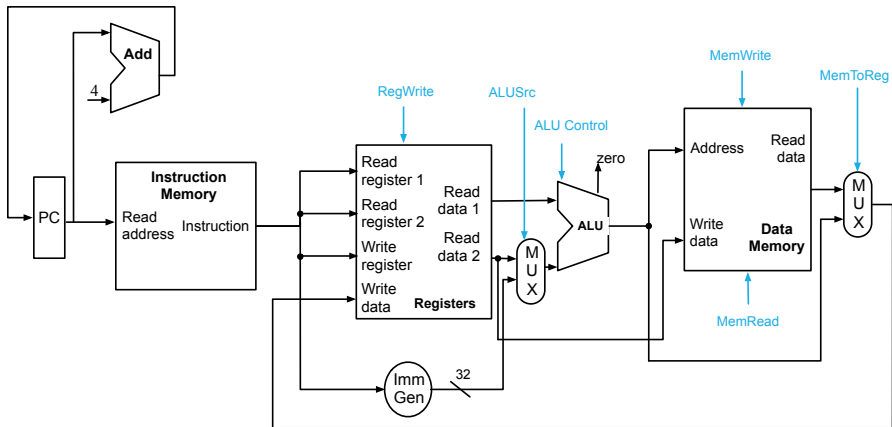 Add
4
MemWrite
MemToReg
RegWrite
ALUSrc
ALU Control
zero
PC
Instruction
Memory
Read
address
Instruction
Read
register 1
Read
register 2
Write
register
Write
data
Read
data 1
Read
data 2
Registers
M
U
X
ALU
Address
Read
data
Write
data
Data
Memory
M
U
X
MemRead
Imm
Gen
32